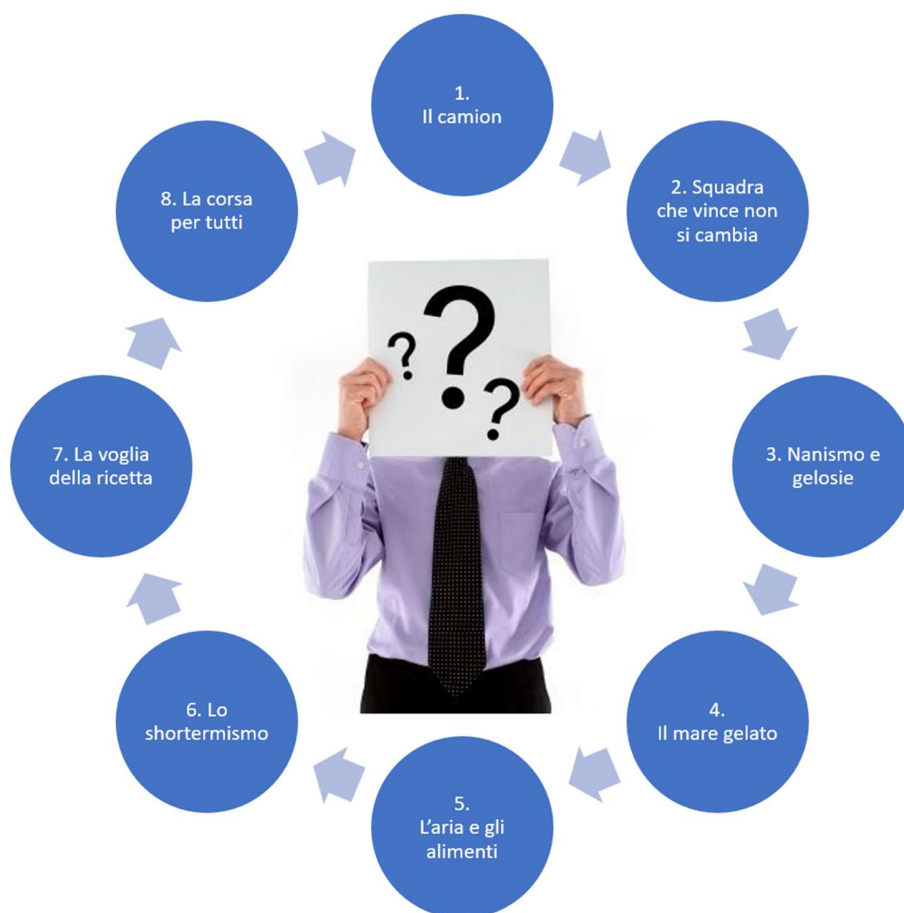 1.
Il camion
2. Squadra
che vince non
si cambia
3. Nanismo e
gelosie
4.
Il mare gelato
5.
L’aria e gli
alimenti
6. Lo
shortermismo
7. La voglia
della ricetta
8. La corsa
per tutti
?
?
?